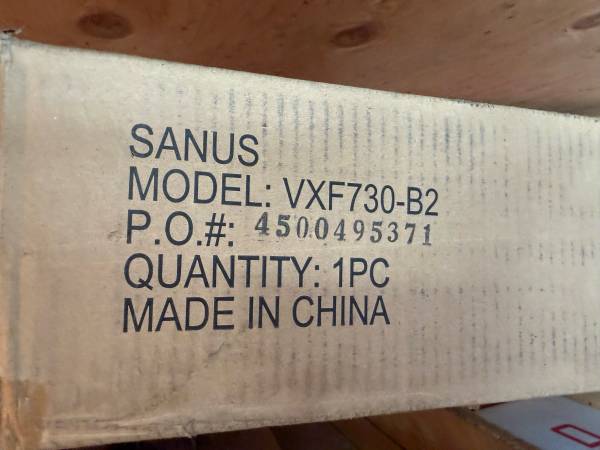 SANUS
MODEL: VXF730-B2
P.O.#: 4500495371
QUANTITY: 1PC
MADE IN CHINA